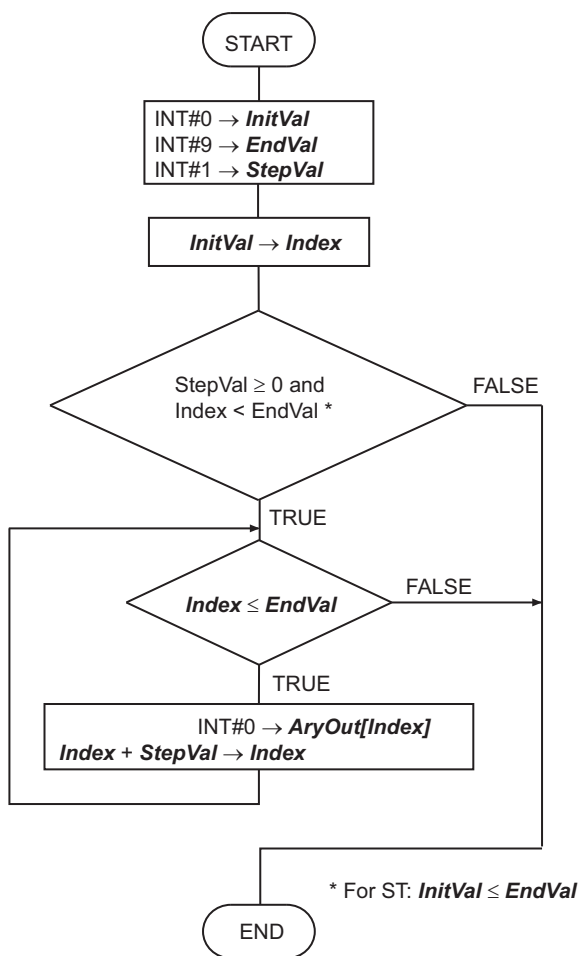 START
INT#0 → InitVal
INT#9 → EndVal
INT#1 → StepVal
InitVal → Index
StepVal ≥ 0 and
Index < EndVal *
FALSE
TRUE
Index ≤ EndVal
FALSE
TRUE
INT#0 → AryOut[Index]
Index + StepVal → Index
* For ST: InitVal ≤ EndVal
END